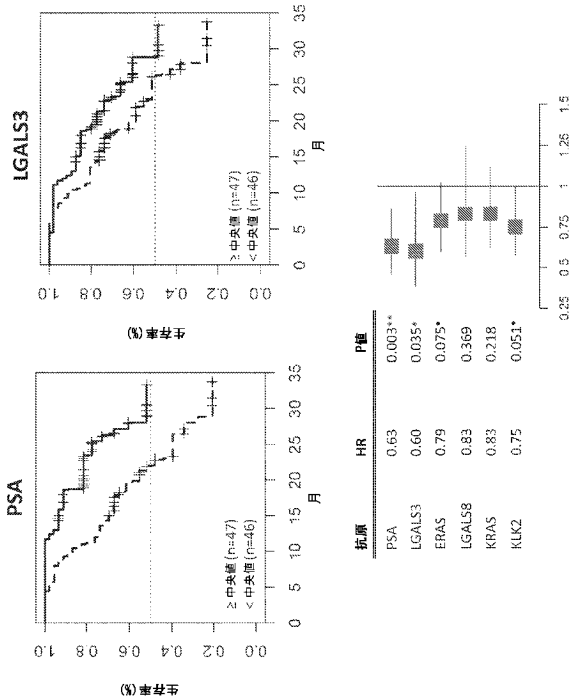 PSA
1.0
0.8
0.6
0.4
0.2
0.0
生存率(%)
≥ 中央値 (n=47)
< 中央値 (n=46)
0 5 10 15 20 25 30 35
月
LGALS3
1.0
0.8
0.6
0.4
0.2
0.0
生存率(%)
≥ 中央値 (n=47)
< 中央値 (n=46)
0 5 10 15 20 25 30 35
月
抗原 HR P値
PSA 0.63 0.003**
LGALS3 0.60 0.035*
ERAS 0.79 0.075*
LGALS8 0.83 0.369
KRAS 0.83 0.218
KLK2 0.75 0.051*
0.25 0.5 0.75 1 1.25 1.5